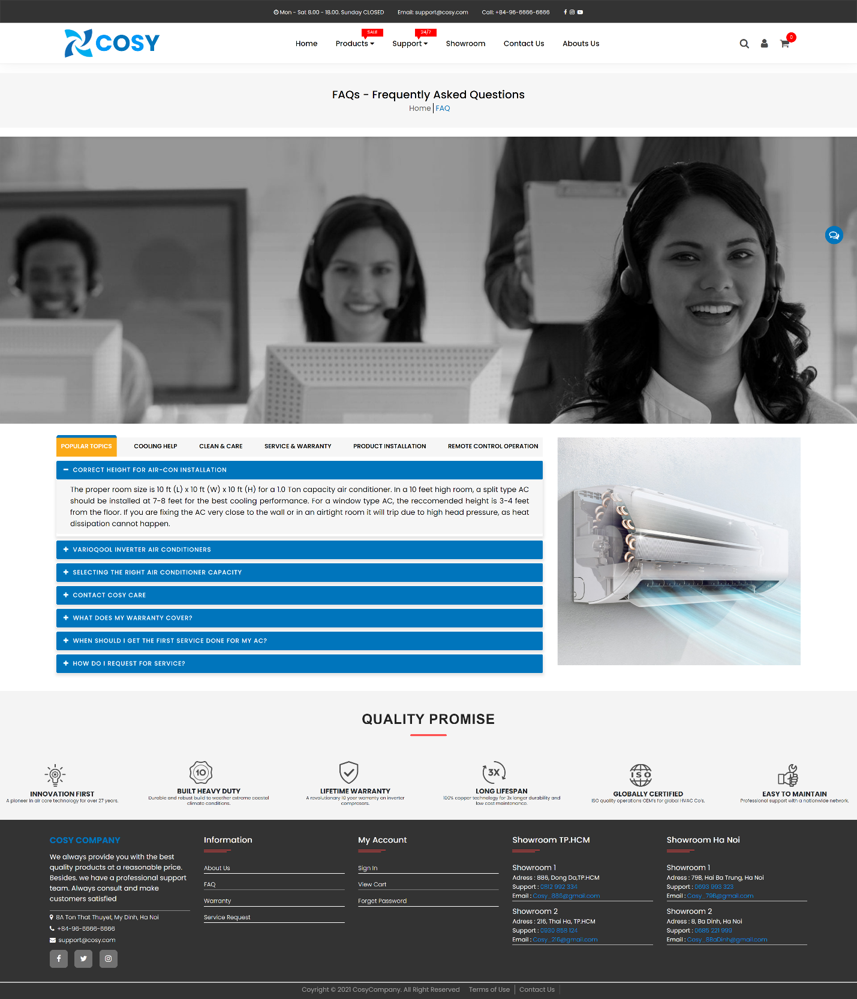 Mon - Sat 8.00 - 18.00. Sunday CLOSED Email: support@cosy.com Call: +84-96-6666-6666
COSY
SALE
24/7
Home Products Support Showroom Contact Us Abouts Us
0
FAQs - Frequently Asked Questions
Home FAQ
POPULAR TOPICS COOLING HELP CLEAN & CARE SERVICE & WARRANTY PRODUCT INSTALLATION REMOTE CONTROL OPERATION
CORRECT HEIGHT FOR AIR-CON INSTALLATION
The proper room size is 10 ft (L) x 10 ft (W) x 10 ft (H) for a 1.0 Ton capacity air conditioner. In a 10 feet high room, a split type AC
should be installed at 7-8 feet for the best cooling performance. For a window type AC, the reccomended height is 3-4 feet
from the floor. If you are fixing the AC very close to the wall or in an airtight room it will trip due to high head pressure, as heat
dissipation cannot happen.
VARIOQOOL INVERTER AIR CONDITIONERS
SELECTING THE RIGHT AIR CONDITIONER CAPACITY
CONTACT COSY CARE
WHAT DOES MY WARRANTY COVER?
WHEN SHOULD I GET THE FIRST SERVICE DONE FOR MY AC?
HOW DO I REQUEST FOR SERVICE?
QUALITY PROMISE
INNOVATION FIRST
A pioneer in air care technology for over 27 years.
10
BUILT HEAVY DUTY
Durable and robust build to weather extreme coastal
climate conditions.
LIFETIME WARRANTY
A revolutionary 10 year warranty on inverter
compresors.
3X
LONG LIFESPAN
100% copper technology for 3x longer durability and
low cost maintenance.
ISO
GLOBALLY CERTIFIED
ISO quality operations OEM's for global HVAC Co's.
EASY TO MAINTAIN
Professional support with a nationwide network.
COSY COMPANY
We always provide you with the best
quality products at a reasonable price.
Besides. we have a professional support
team. Always consult and make
customers satisfied
8A Ton That Thuyet, My Dinh, Ha Noi
+84-96-6666-6666
support@cosy.com
Information
About Us
FAQ
Warranty
Service Request
My Account
Sign In
View Cart
Forget Password
Showroom TP.HCM
Showroom 1
Adress : 886, Dong Da,TP.HCM
Support : 0812 992 334
Email : Cosy_886@gmail.com
Showroom 2
Adress : 216, Thai Ha, TP.HCM
Support : 0930 858 124
Email : Cosy_216@gmail.com
Showroom Ha Noi
Showroom 1
Adress : 79B, Hai Ba Trung, Ha Noi
Support : 0693 993 323
Email : Cosy_79B@gmail.com
Showroom 2
Adress : 8, Ba Dinh, Ha Noi
Support : 0685 221 999
Email : Cosy_8BaDinh@gmail.com
Coyright © 2021 CosyCompany. All Right Reserved Terms of Use Contact Us